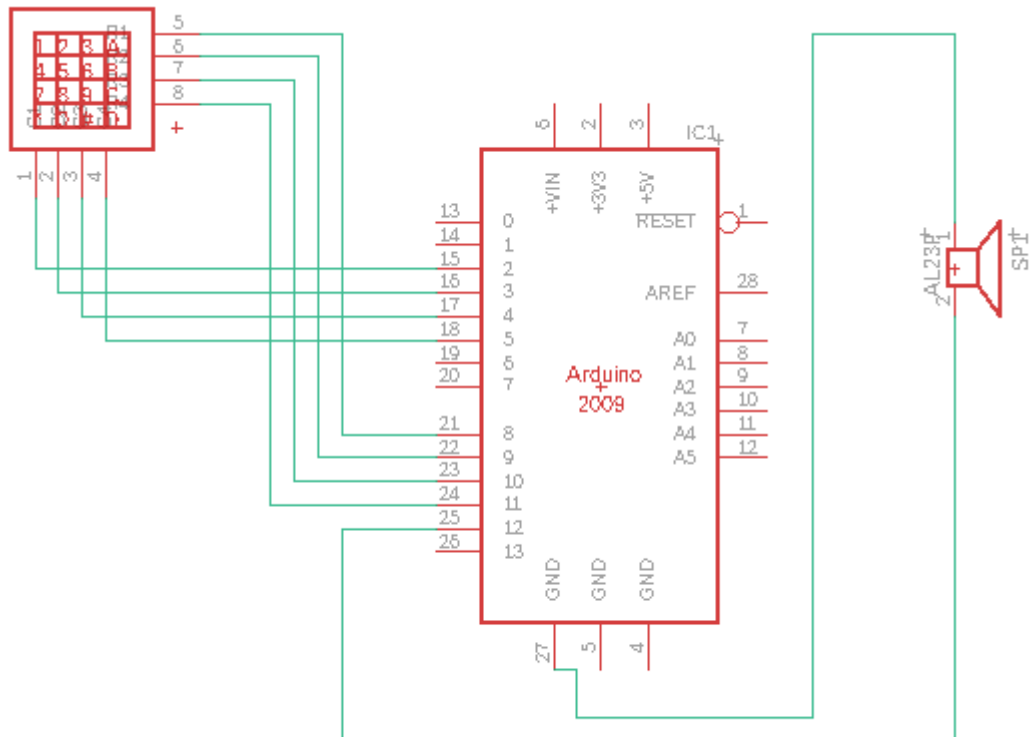 5
6
7
8
1 2 3 A
4 5 6 B
7 8 9 C
# D
1 2 3 4
6 2 3
IC1
+VIN +3V3 +5V
13 0
14 1
15 2
16 3
17 4
18 5
19 6
20 7
21 8
22 9
23 10
24 11
25 12
26 13
RESET 1
AREF 28
A0 7
A1 8
A2 9
A3 10
A4 11
A5 12
Arduino
2009
GND GND GND
27 5 4
1
AL23P
2
SP1